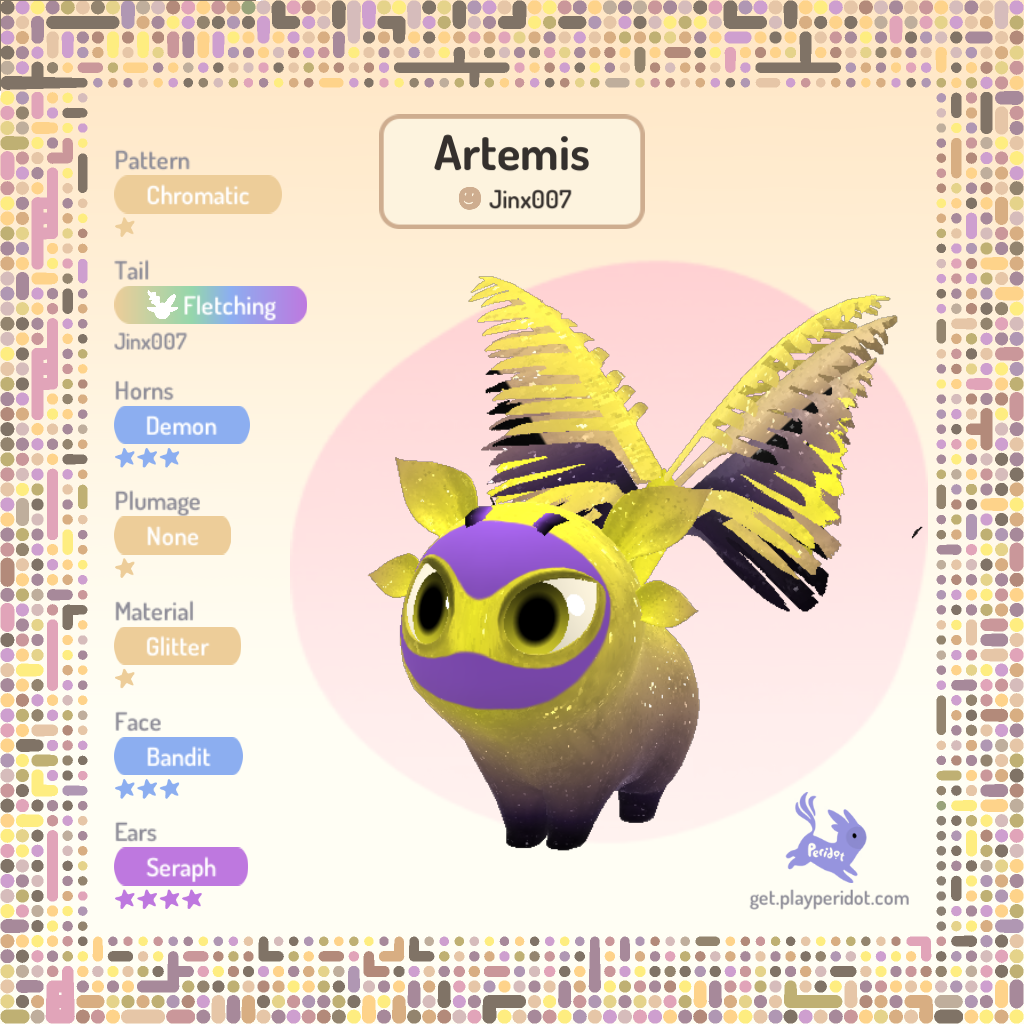 Artemis
Jinx007
Pattern
Chromatic
Tail
Fletching
Jinx007
Horns
Demon
Plumage
None
Material
Glitter
Face
Bandit
Ears
Seraph
Peridot
get.playperidot.com